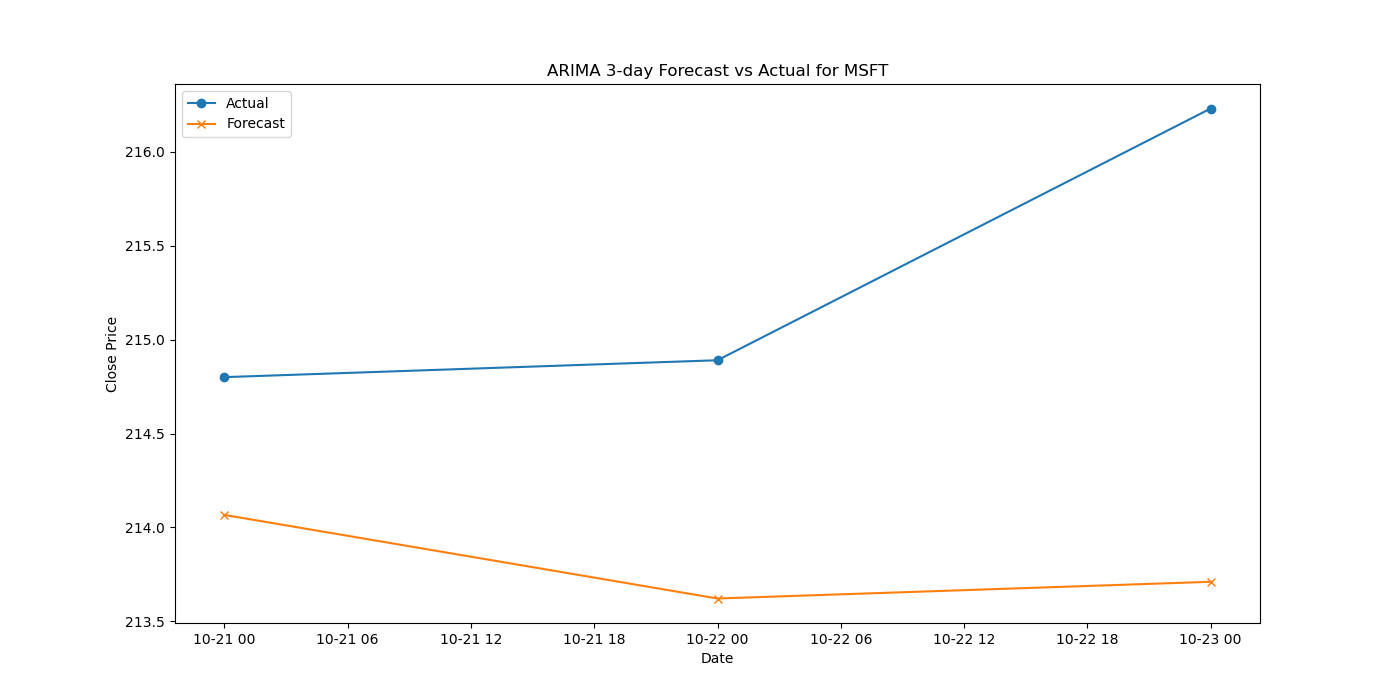 ARIMA 3-day Forecast vs Actual for MSFT
Actual
Forecast
216.0
215.5
215.0
214.5
214.0
213.5
Close Price
10-21 00 10-21 06 10-21 12 10-21 18 10-22 00 10-22 06 10-22 12 10-22 18 10-23 00
Date